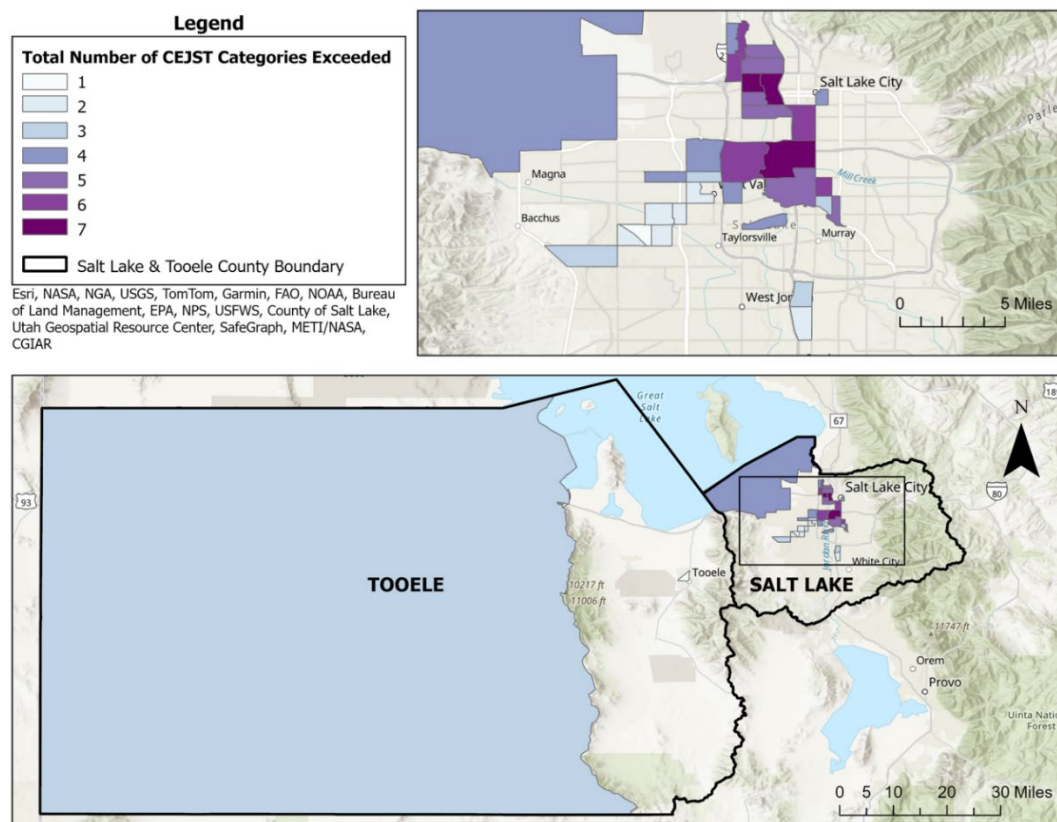 Legend
Total Number of CEJST Categories Exceeded
1
2
3
4
5
6
7
Salt Lake & Tooele County Boundary
Esri, NASA, NGA, USGS, TomTom, Garmin, FAO, NOAA, Bureau
of Land Management, EPA, NPS, USFWS, County of Salt Lake,
Utah Geospatial Resource Center, SafeGraph, METI/NASA,
CGIAR
Salt Lake City
Parle
Magna
Mill Creek
Bacchus
Taylorsville
Murray
West Jor
0 5 Miles
Great
Salt
Lake
67
189
N
93
80
Salt Lake City
Jordan
White City
Tooele
TOOELE
10217 ft
11006 ft
SALT LAKE
11747 ft
Orem
Provo
Uinta Natio
Forest
0 5 10 20 30 Miles